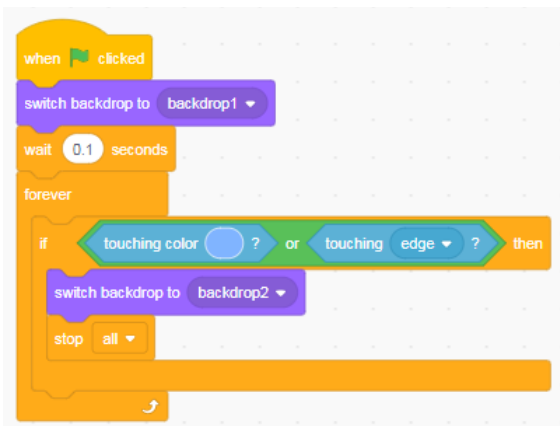 when clicked
switch backdrop to backdrop1
wait 0.1 seconds
forever
if touching color ? or touching edge ? then
switch backdrop to backdrop2
stop all